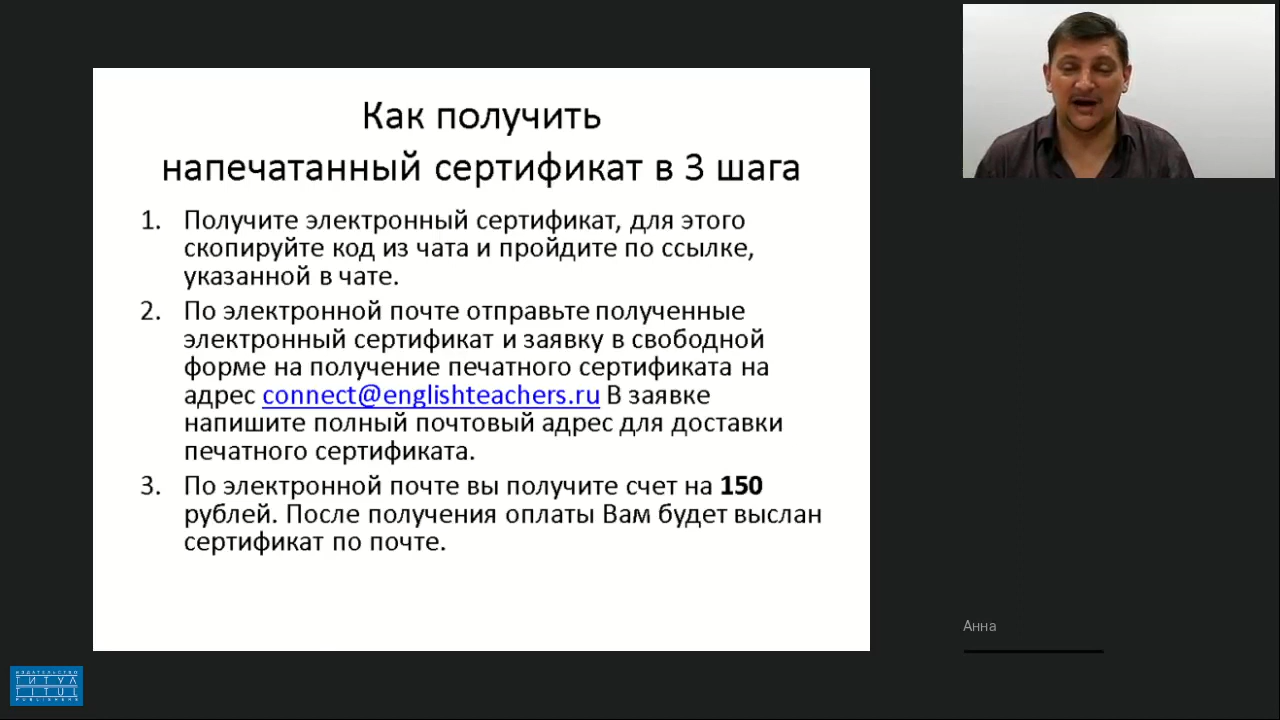 Как получить
напечатанный сертификат в 3 шага
1. Получите электронный сертификат, для этого
скопируйте код из чата и пройдите по ссылке,
указанной в чате.
2. По электронной почте отправьте полученные
электронный сертификат и заявку в свободной
форме на получение печатного сертификата на
адрес connect@englishteachers.ru В заявке
напишите полный почтовый адрес для доставки
печатного сертификата.
3. По электронной почте вы получите счет на 150
рублей. После получения оплаты Вам будет выслан
сертификат по почте.
Анна
ИЗДАТЕЛЬСТВО
ТИТУЛ
TITUL
PUBLISHERS